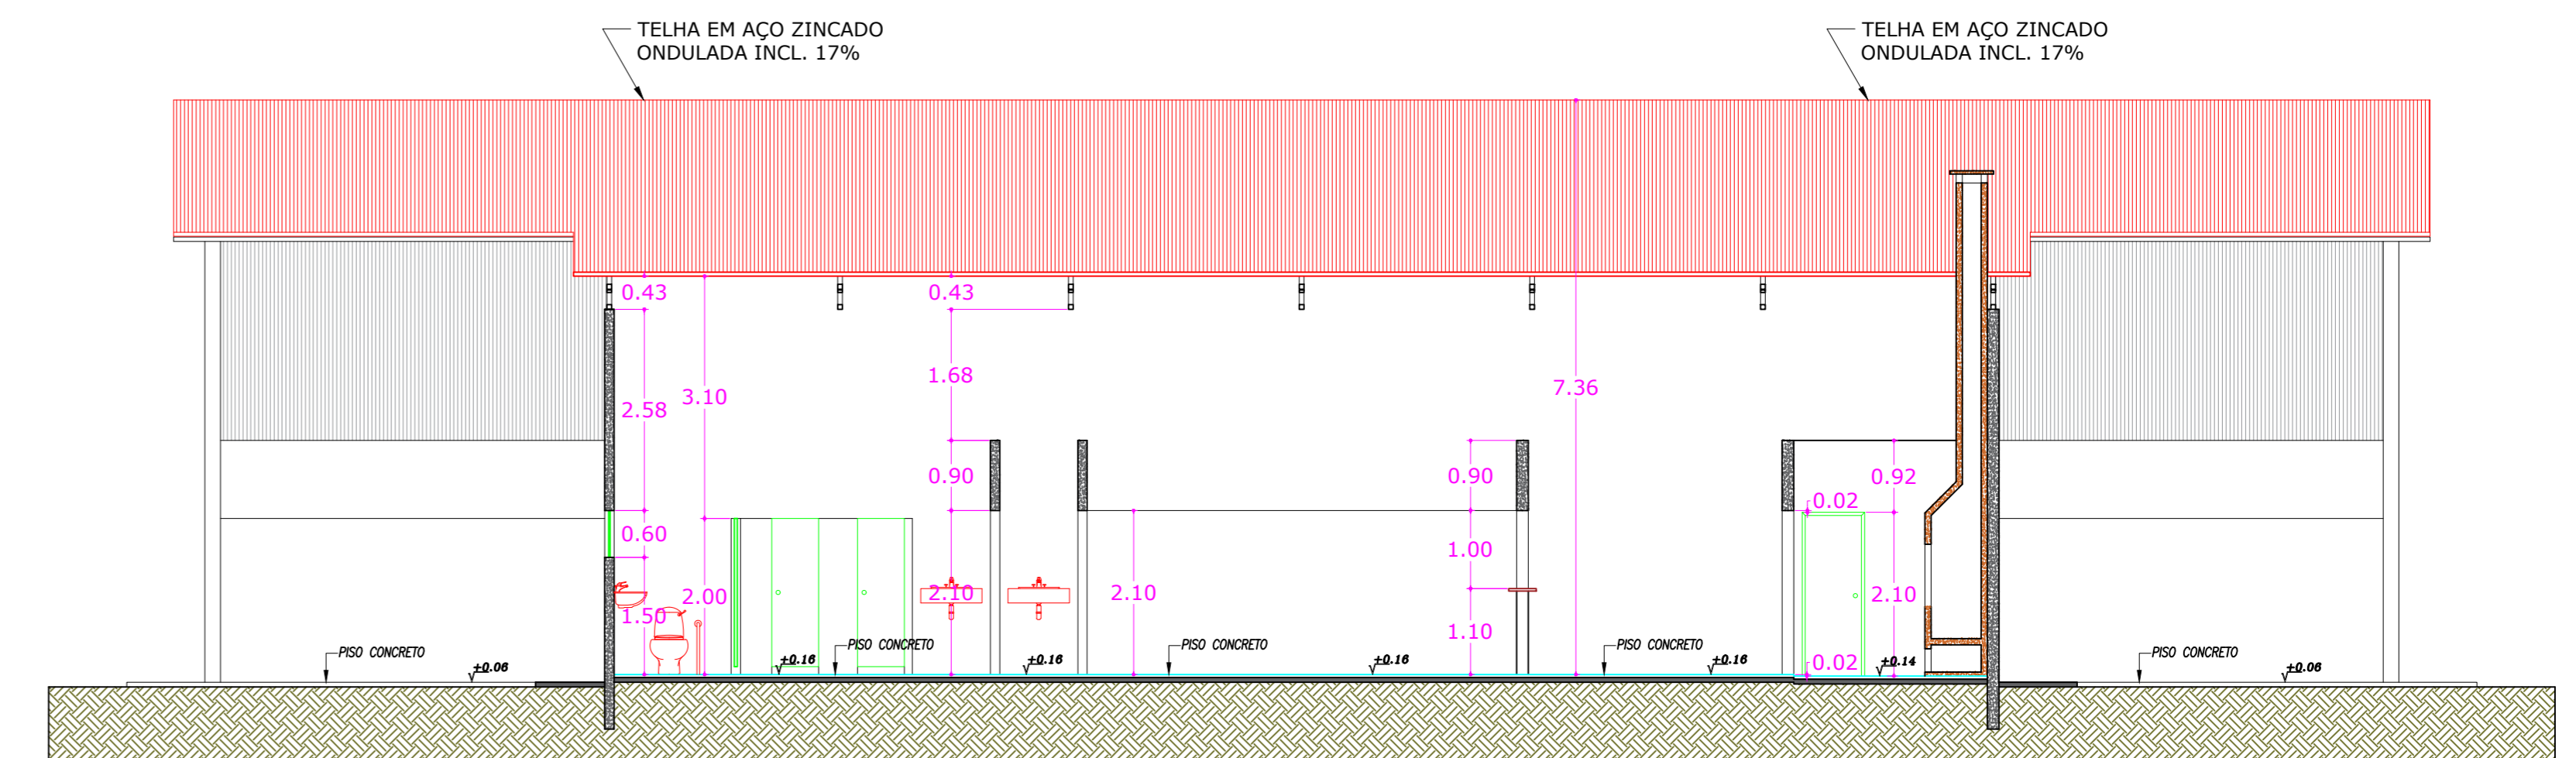 TELHA EM AÇO ZINCADO
ONDULADA INCL. 17%
TELHA EM AÇO ZINCADO
ONDULADA INCL. 17%
0.43
0.43
1.68
3.10
2.58
7.36
0.90
0.90
0.92
0.02
0.60
1.00
2.00
2.10
2.10
2.10
1.50
1.10
PISO CONCRETO
±0.06
±0.16
PISO CONCRETO
±0.16
PISO CONCRETO
±0.16
PISO CONCRETO
±0.16
0.02
±0.14
PISO CONCRETO
±0.06